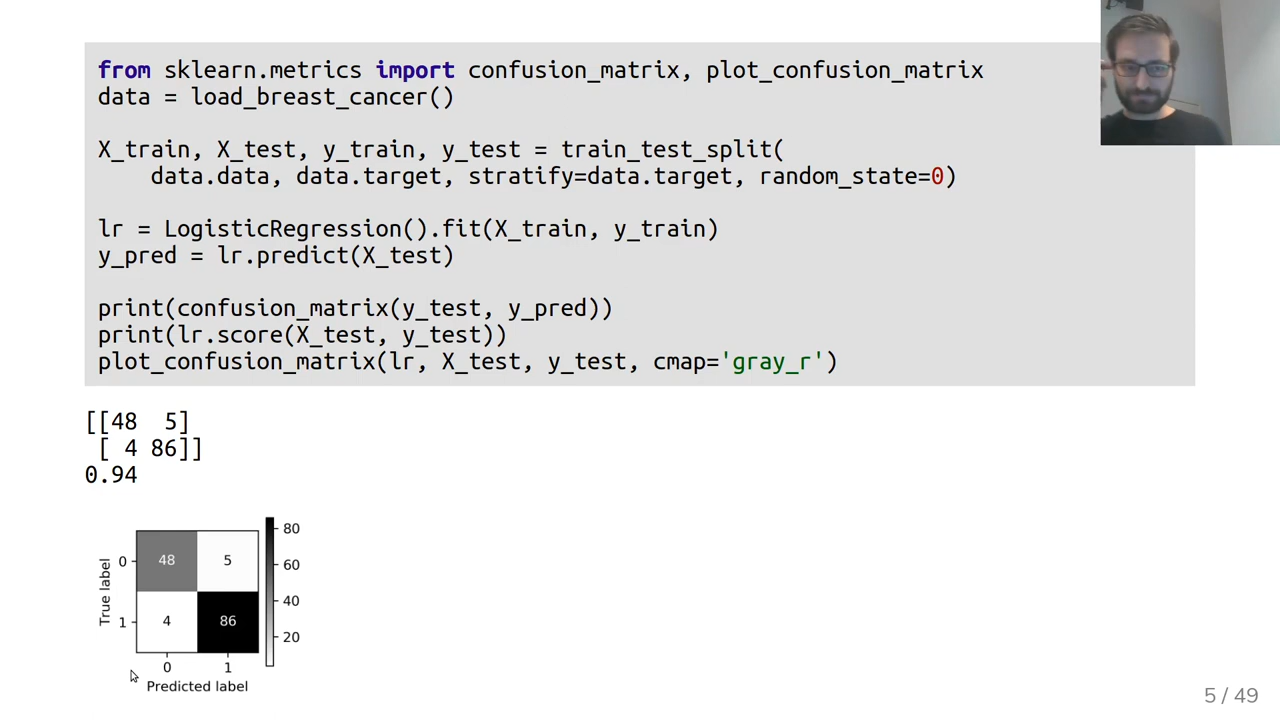 from sklearn.metrics import confusion_matrix, plot_confusion_matrix
data = load_breast_cancer()
X_train, X_test, y_train, y_test = train_test_split(
    data.data, data.target, stratify=data.target, random_state=0)
lr = LogisticRegression().fit(X_train, y_train)
y_pred = lr.predict(X_test)
print(confusion_matrix(y_test, y_pred))
print(lr.score(X_test, y_test))
plot_confusion_matrix(lr, X_test, y_test, cmap='gray_r')
[[48  5]
 [ 4 86]]
0.94
True label
0
1
48 5
4 86
0 1
Predicted label
80
60
40
20
5 / 49